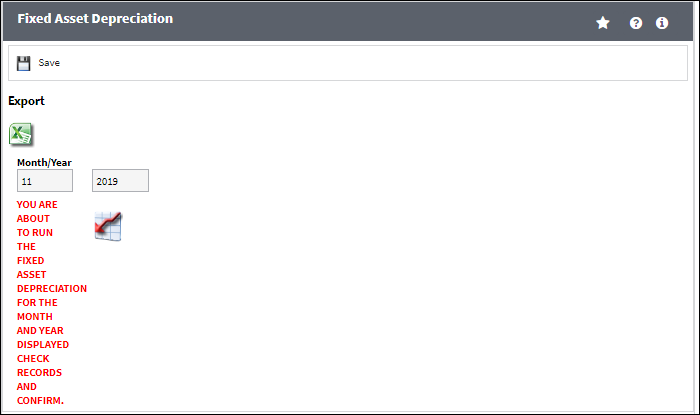 Fixed Asset Depreciation
Save
Export
Month/Year
11 2019
YOU ARE
ABOUT
TO RUN
THE
FIXED
ASSET
DEPRECIATION
FOR THE
MONTH
AND YEAR
DISPLAYED
CHECK
RECORDS
AND
CONFIRM.